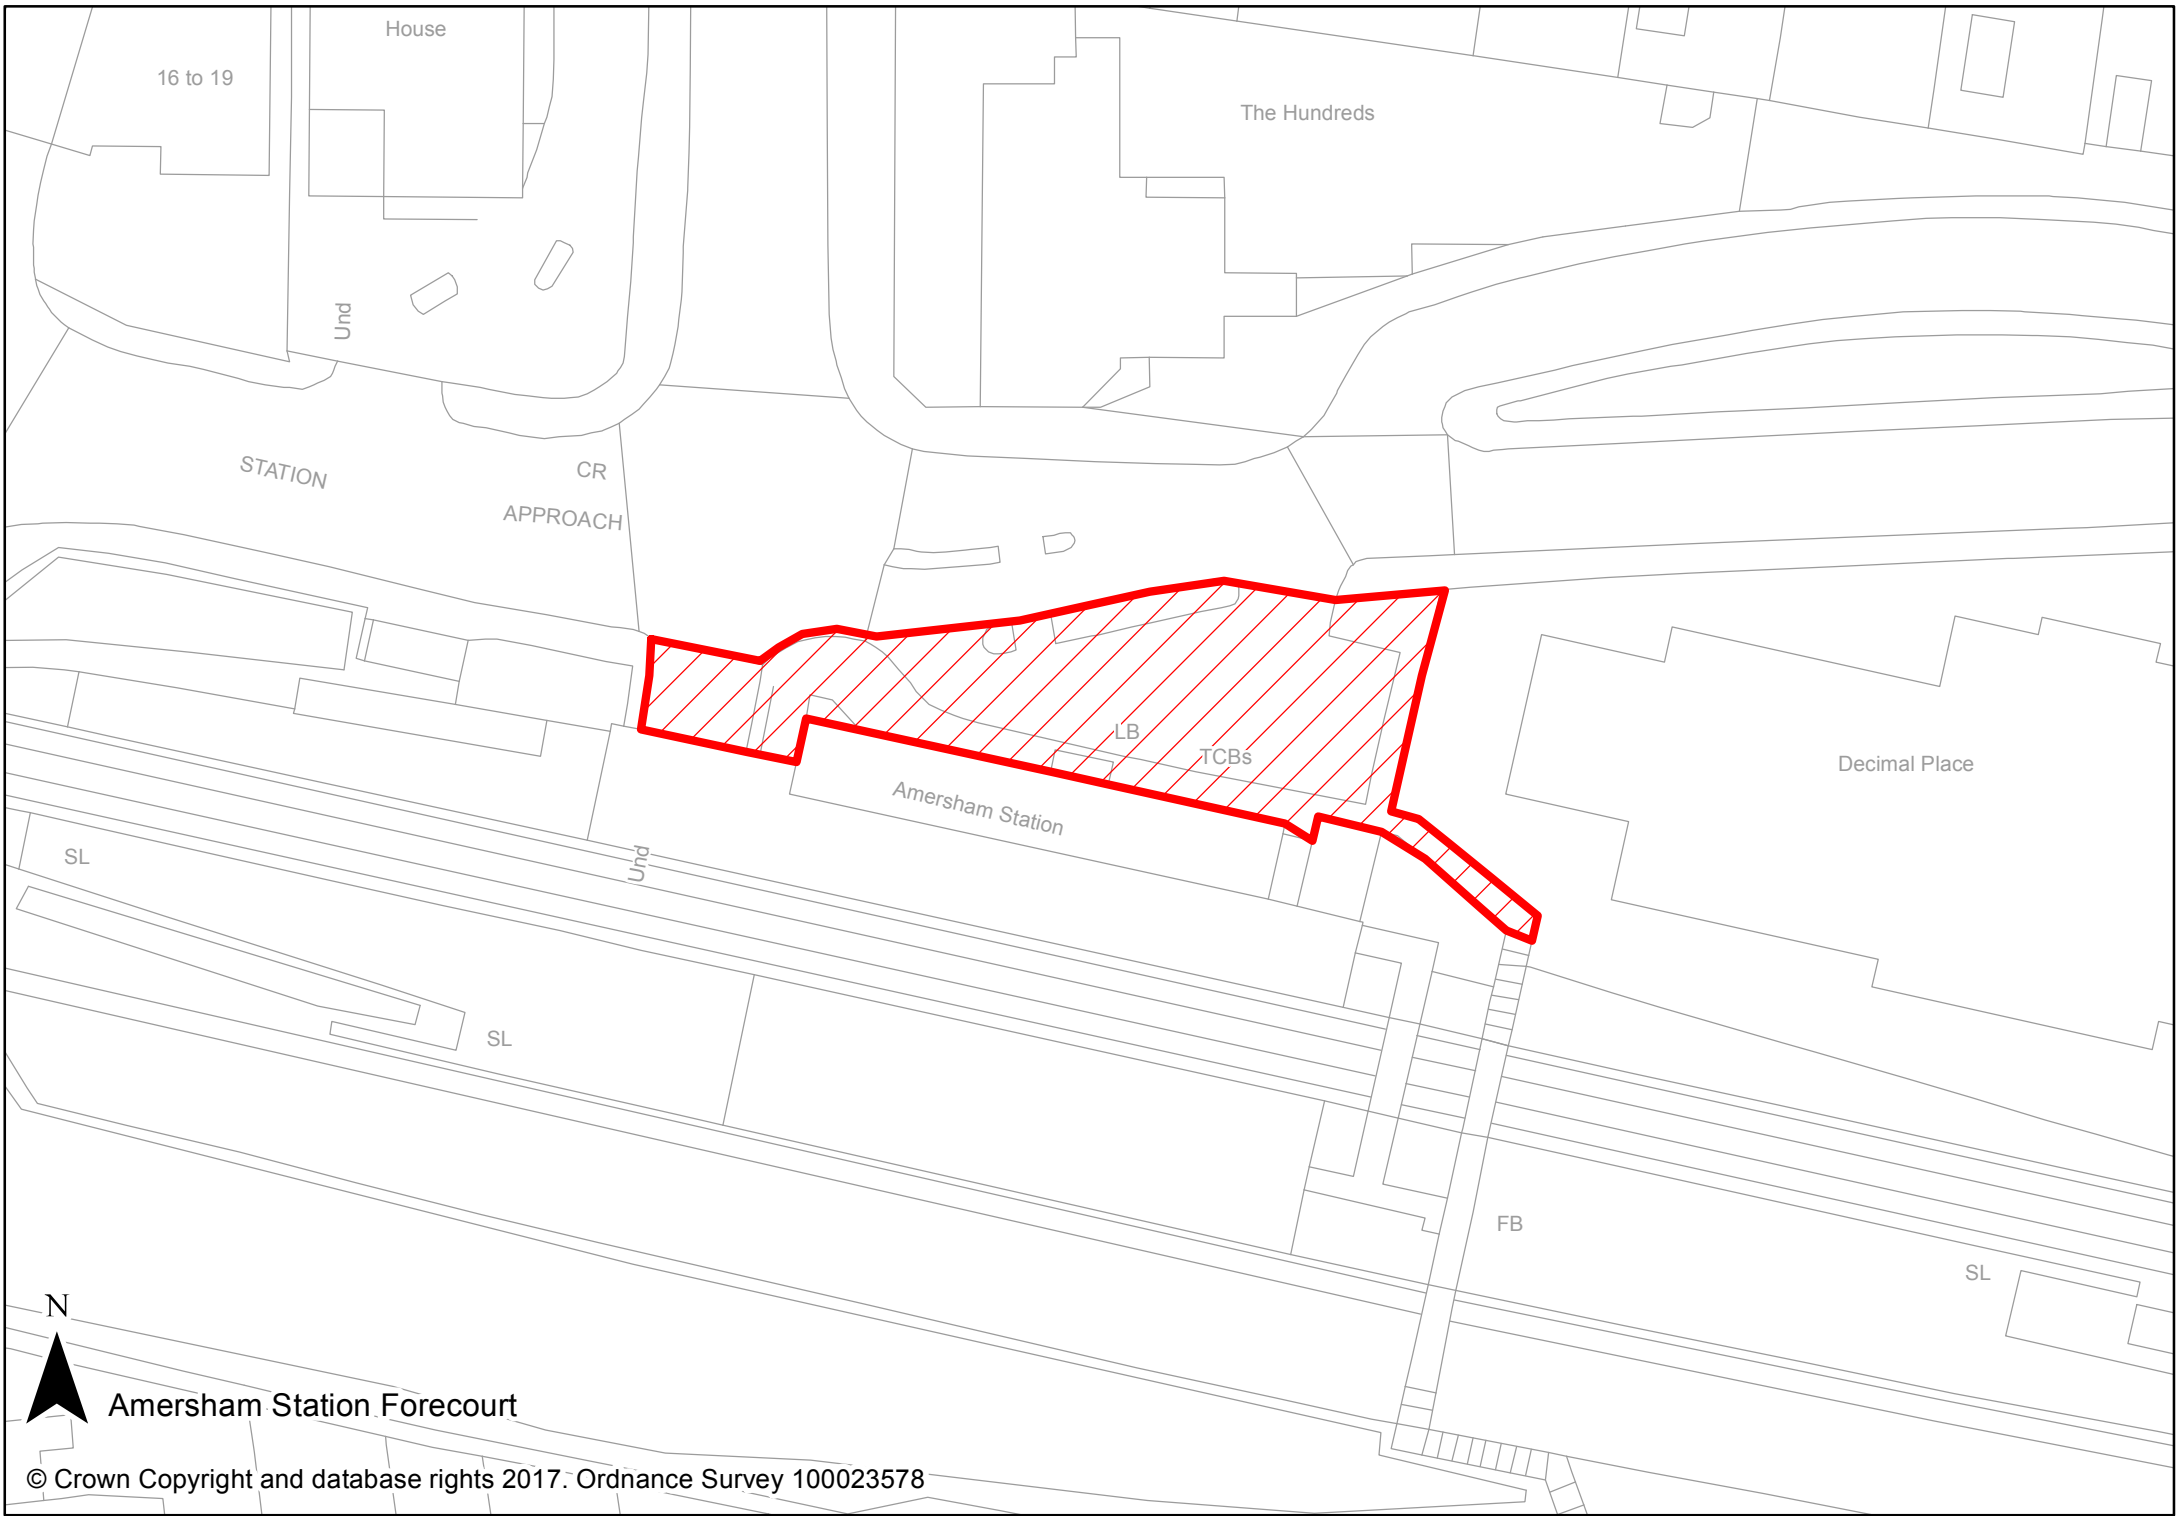 House
16 to 19
The Hundreds
Und
STATION
CR
APPROACH
LB
TCBs
Decimal Place
Amersham Station
Und
SL
SL
FB
SL
N
Amersham Station Forecourt
© Crown Copyright and database rights 2017. Ordnance Survey 100023578